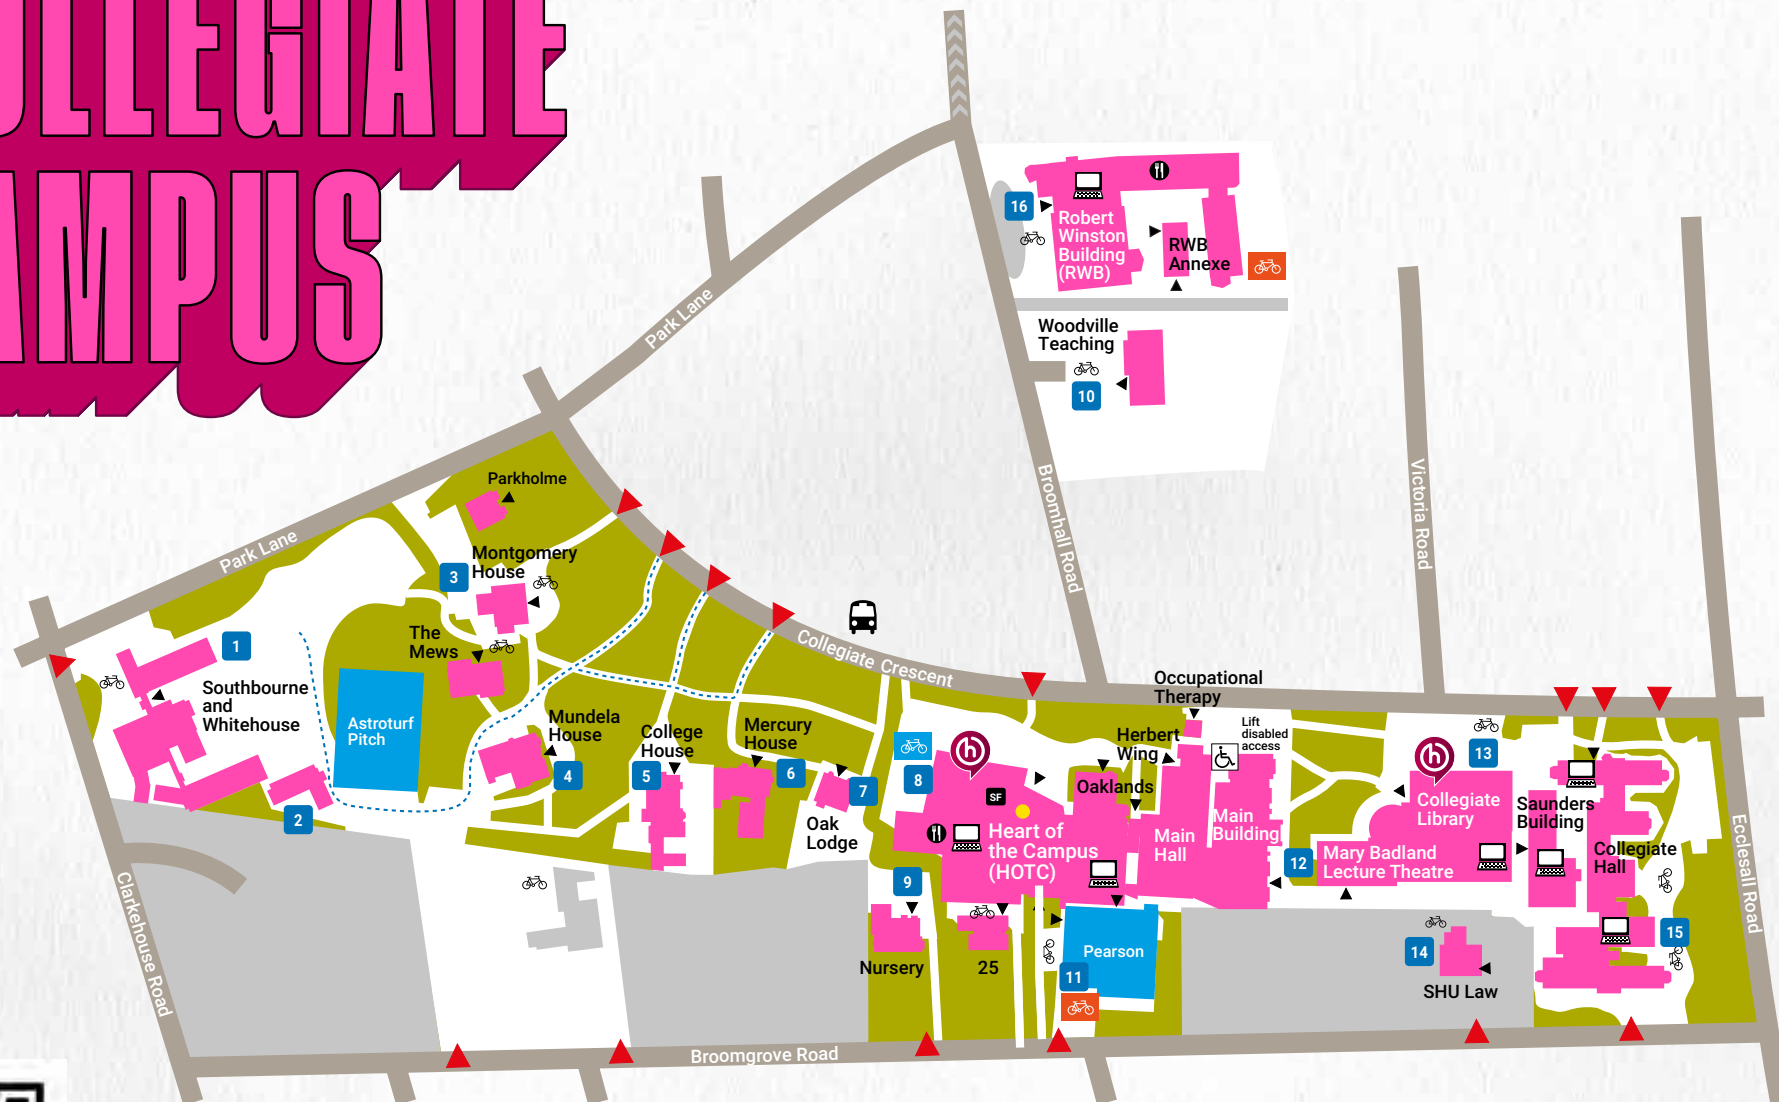 COLLEGIATE
CAMPUS
Park Lane
Park Lane
16
Robert
Winston
Building
(RWB)
RWB
Annexe
Woodville
Teaching
10
Broomhall Road
Victoria Road
Parkholme
3
Montgomery
House
The
Mews
1
Southbourne
and
Whitehouse
2
Astroturf
Pitch
Mundela
House
4
College
House
5
Mercury
House
6
Oak
Lodge
7
Collegiate Crescent
8
h
SF
Heart of
the Campus
(HOTC)
Oaklands
Herbert
Wing
Occupational
Therapy
Lift
disabled
access
Main
Hall
Main
Building
12
h
13
Collegiate
Library
Mary Badland
Lecture Theatre
Saunders
Building
Collegiate
Hall
15
14
SHU Law
9
Nursery
25
Pearson
11
Clarkehouse Road
Broomgrove Road
Ecclesall Road